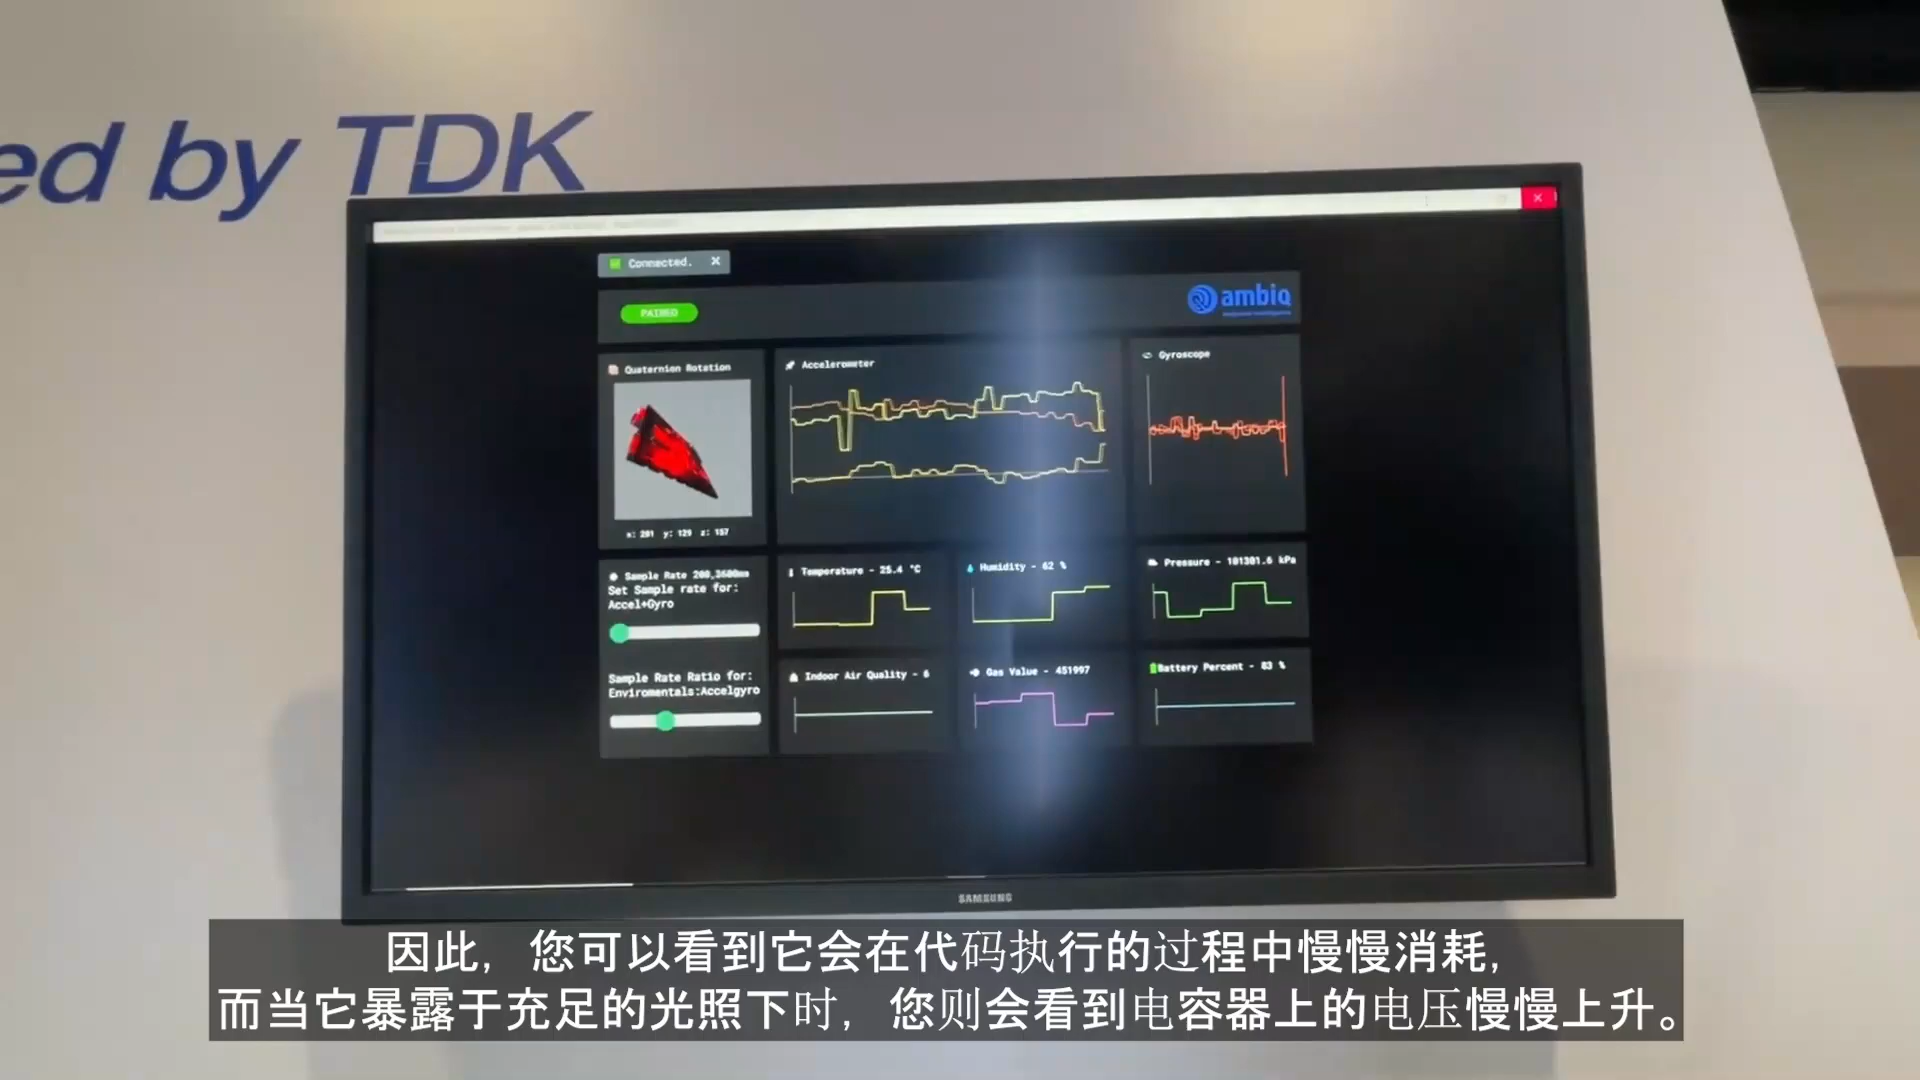 ed by TDK
Connected.
PAIRED
ambiq
Quaternion Rotation
x: 201 y: 129 z: 157
Accelerometer
Gyroscope
Sample Rate 200,3600ms
Set Sample rate for:
Accel+Gyro
Sample Rate Ratio for:
Enviromentals:Accelgyro
Temperature - 25.4 °C
Humidity - 62 %
Pressure - 101301.6 kPa
Indoor Air Quality - 6
Gas Value - 451997
Battery Percent - 83 %
SAMSUNG
因此，您可以看到它会在代码执行的过程中慢慢消耗，
而当它暴露于充足的光照下时，您则会看到电容器上的电压慢慢上升。